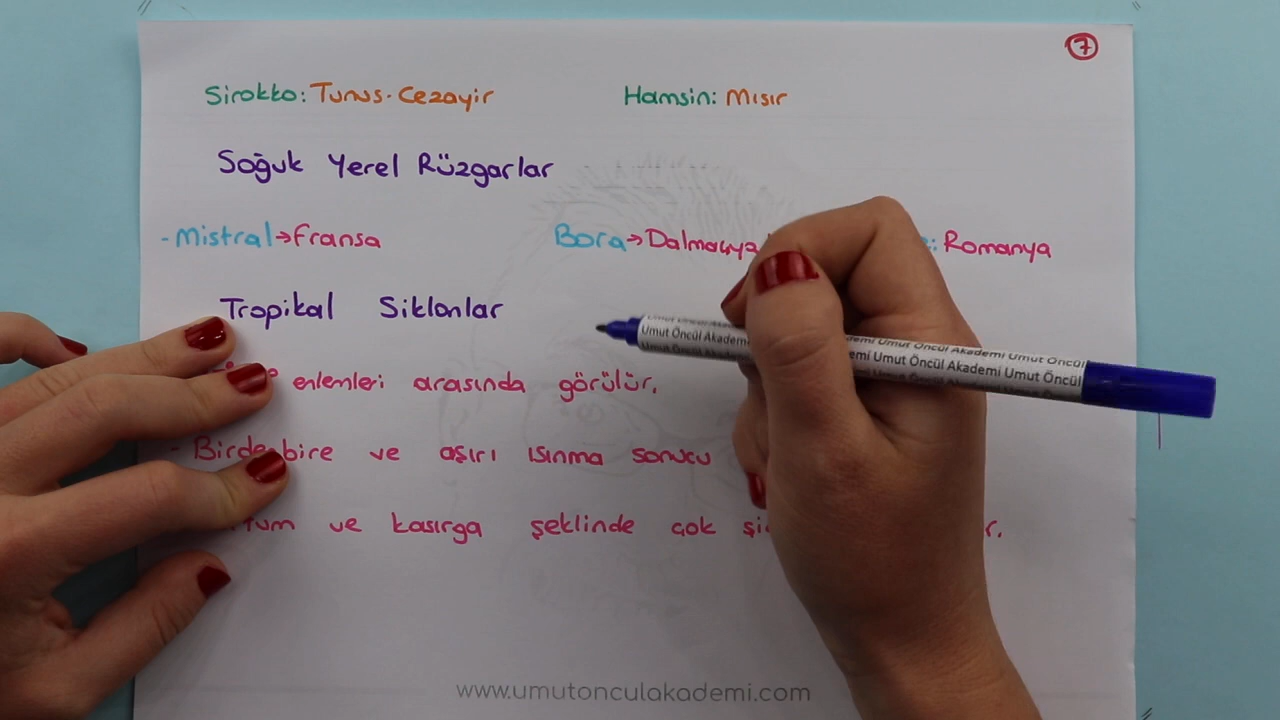 7
Sirokko: Tunus-Cezayir Hamsin: Mısır
Soğuk Yerel Rüzgarlar
-Mistral→Fransa Bora→Dalmaçya Romanya
Tropikal Siklonlar
enlemleri arasında görülür.
- Birdenbire ve aşırı ısınma sonucu
ve kasırga şeklinde çok
Umut Öncül Akademi Umut Öncül Akademi Umut Öncül
www.umutonculakademi.com